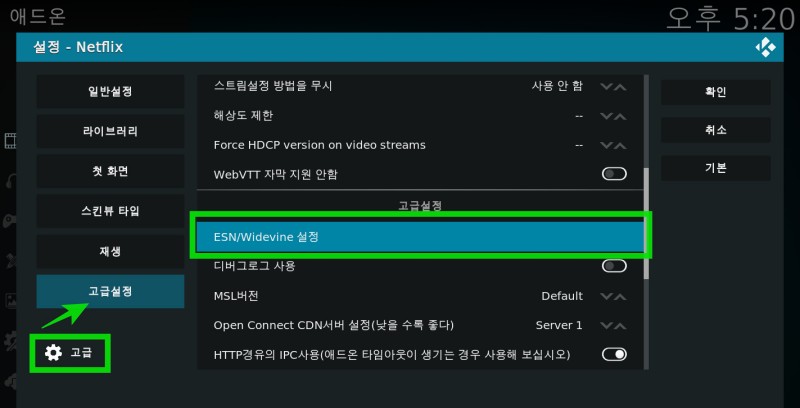 애드온
오후 5:20
설정 - Netflix
일반설정
라이브러리
첫 화면
스킨뷰 타입
재생
고급설정
고급
스트림설정 방법을 무시 사용 안 함
해상도 제한 --
Force HDCP version on video streams --
WebVTT 자막 지원 안함
고급설정
ESN/Widevine 설정
디버그로그 사용
MSL버전 Default
Open Connect CDN서버 설정(낮을 수록 좋다) Server 1
HTTP경유의 IPC사용(애드온 타임아웃이 생기는 경우 사용해 보십시오)
확인
취소
기본